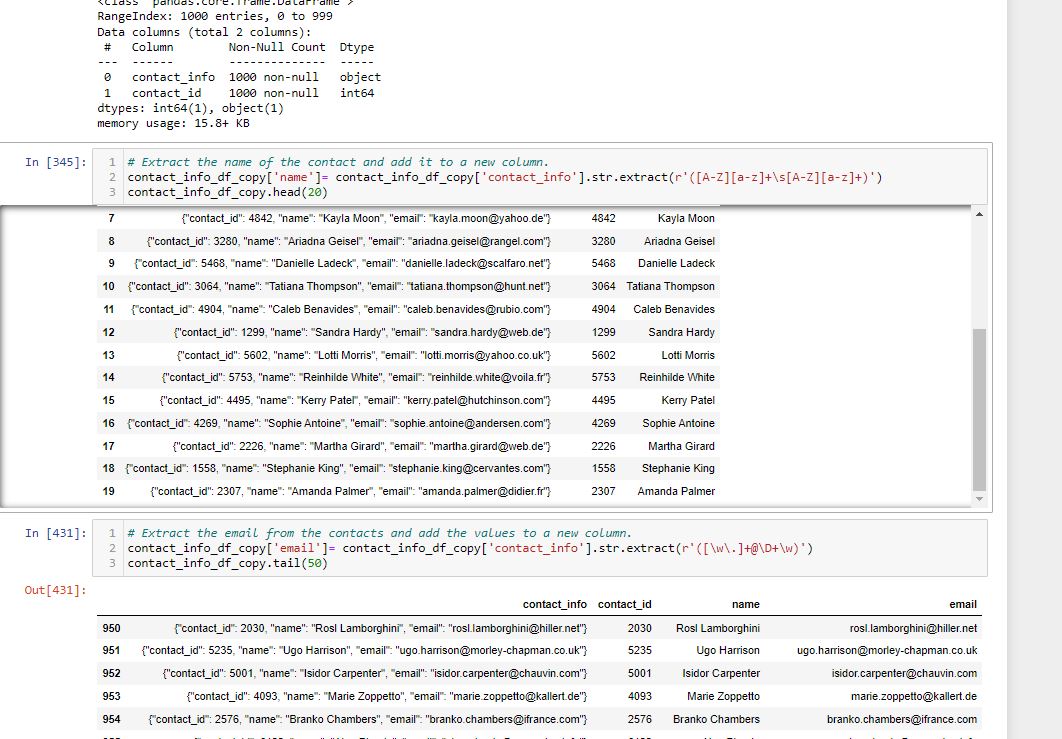 <class 'pandas.core.frame.DataFrame'>
RangeIndex: 1000 entries, 0 to 999
Data columns (total 2 columns):
# Column Non-Null Count Dtype
--- ------ -------------- -----
0 contact_info 1000 non-null object
1 contact_id 1000 non-null int64
dtypes: int64(1), object(1)
memory usage: 15.8+ KB
In [345]:
1 # Extract the name of the contact and add it to a new column.
2 contact_info_df_copy['name']= contact_info_df_copy['contact_info'].str.extract(r'([A-Z][a-z]+\s[A-Z][a-z]+)')
3 contact_info_df_copy.head(20)
7 {"contact_id": 4842, "name": "Kayla Moon", "email": "kayla.moon@yahoo.de"} 4842 Kayla Moon
8 {"contact_id": 3280, "name": "Ariadna Geisel", "email": "ariadna.geisel@rangel.com"} 3280 Ariadna Geisel
9 {"contact_id": 5468, "name": "Danielle Ladeck", "email": "danielle.ladeck@scalfaro.net"} 5468 Danielle Ladeck
10 {"contact_id": 3064, "name": "Tatiana Thompson", "email": "tatiana.thompson@hunt.net"} 3064 Tatiana Thompson
11 {"contact_id": 4904, "name": "Caleb Benavides", "email": "caleb.benavides@rubio.com"} 4904 Caleb Benavides
12 {"contact_id": 1299, "name": "Sandra Hardy", "email": "sandra.hardy@web.de"} 1299 Sandra Hardy
13 {"contact_id": 5602, "name": "Lotti Morris", "email": "lotti.morris@yahoo.co.uk"} 5602 Lotti Morris
14 {"contact_id": 5753, "name": "Reinhilde White", "email": "reinhilde.white@voila.fr"} 5753 Reinhilde White
15 {"contact_id": 4495, "name": "Kerry Patel", "email": "kerry.patel@hutchinson.com"} 4495 Kerry Patel
16 {"contact_id": 4269, "name": "Sophie Antoine", "email": "sophie.antoine@andersen.com"} 4269 Sophie Antoine
17 {"contact_id": 2226, "name": "Martha Girard", "email": "martha.girard@web.de"} 2226 Martha Girard
18 {"contact_id": 1558, "name": "Stephanie King", "email": "stephanie.king@cervantes.com"} 1558 Stephanie King
19 {"contact_id": 2307, "name": "Amanda Palmer", "email": "amanda.palmer@didier.fr"} 2307 Amanda Palmer
In [431]:
1 # Extract the email from the contacts and add the values to a new column.
2 contact_info_df_copy['email']= contact_info_df_copy['contact_info'].str.extract(r'([\w\.]+@\D+\w)')
3 contact_info_df_copy.tail(50)
Out[431]:
contact_info contact_id name email
950 {"contact_id": 2030, "name": "Rosl Lamborghini", "email": "rosl.lamborghini@hiller.net"} 2030 Rosl Lamborghini rosl.lamborghini@hiller.net
951 {"contact_id": 5235, "name": "Ugo Harrison", "email": "ugo.harrison@morley-chapman.co.uk"} 5235 Ugo Harrison ugo.harrison@morley-chapman.co.uk
952 {"contact_id": 5001, "name": "Isidor Carpenter", "email": "isidor.carpenter@chauvin.com"} 5001 Isidor Carpenter isidor.carpenter@chauvin.com
953 {"contact_id": 4093, "name": "Marie Zoppetto", "email": "marie.zoppetto@kallert.de"} 4093 Marie Zoppetto marie.zoppetto@kallert.de
954 {"contact_id": 2576, "name": "Branko Chambers", "email": "branko.chambers@ifrance.com"} 2576 Branko Chambers branko.chambers@ifrance.com